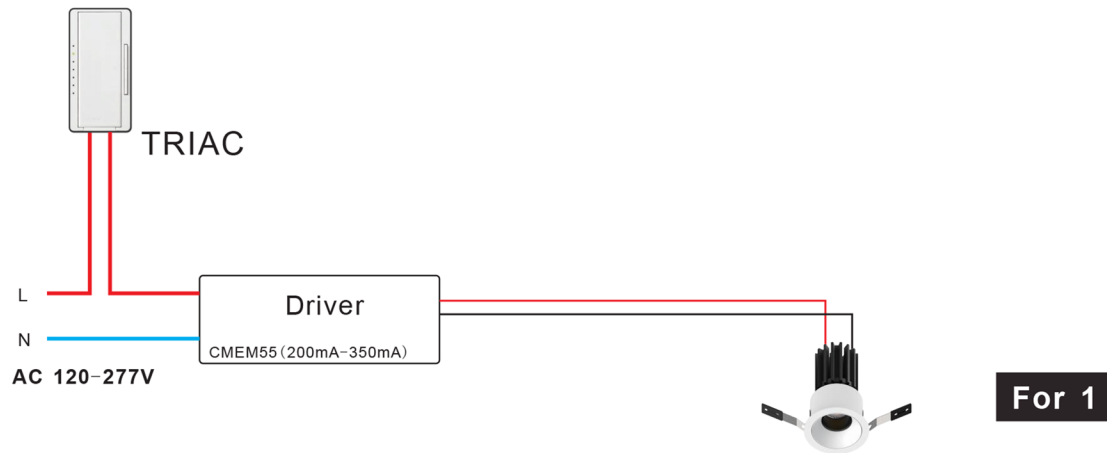 TRIAC
L
Driver
N
CMEM55(200mA-350mA)
AC 120-277V
For 1